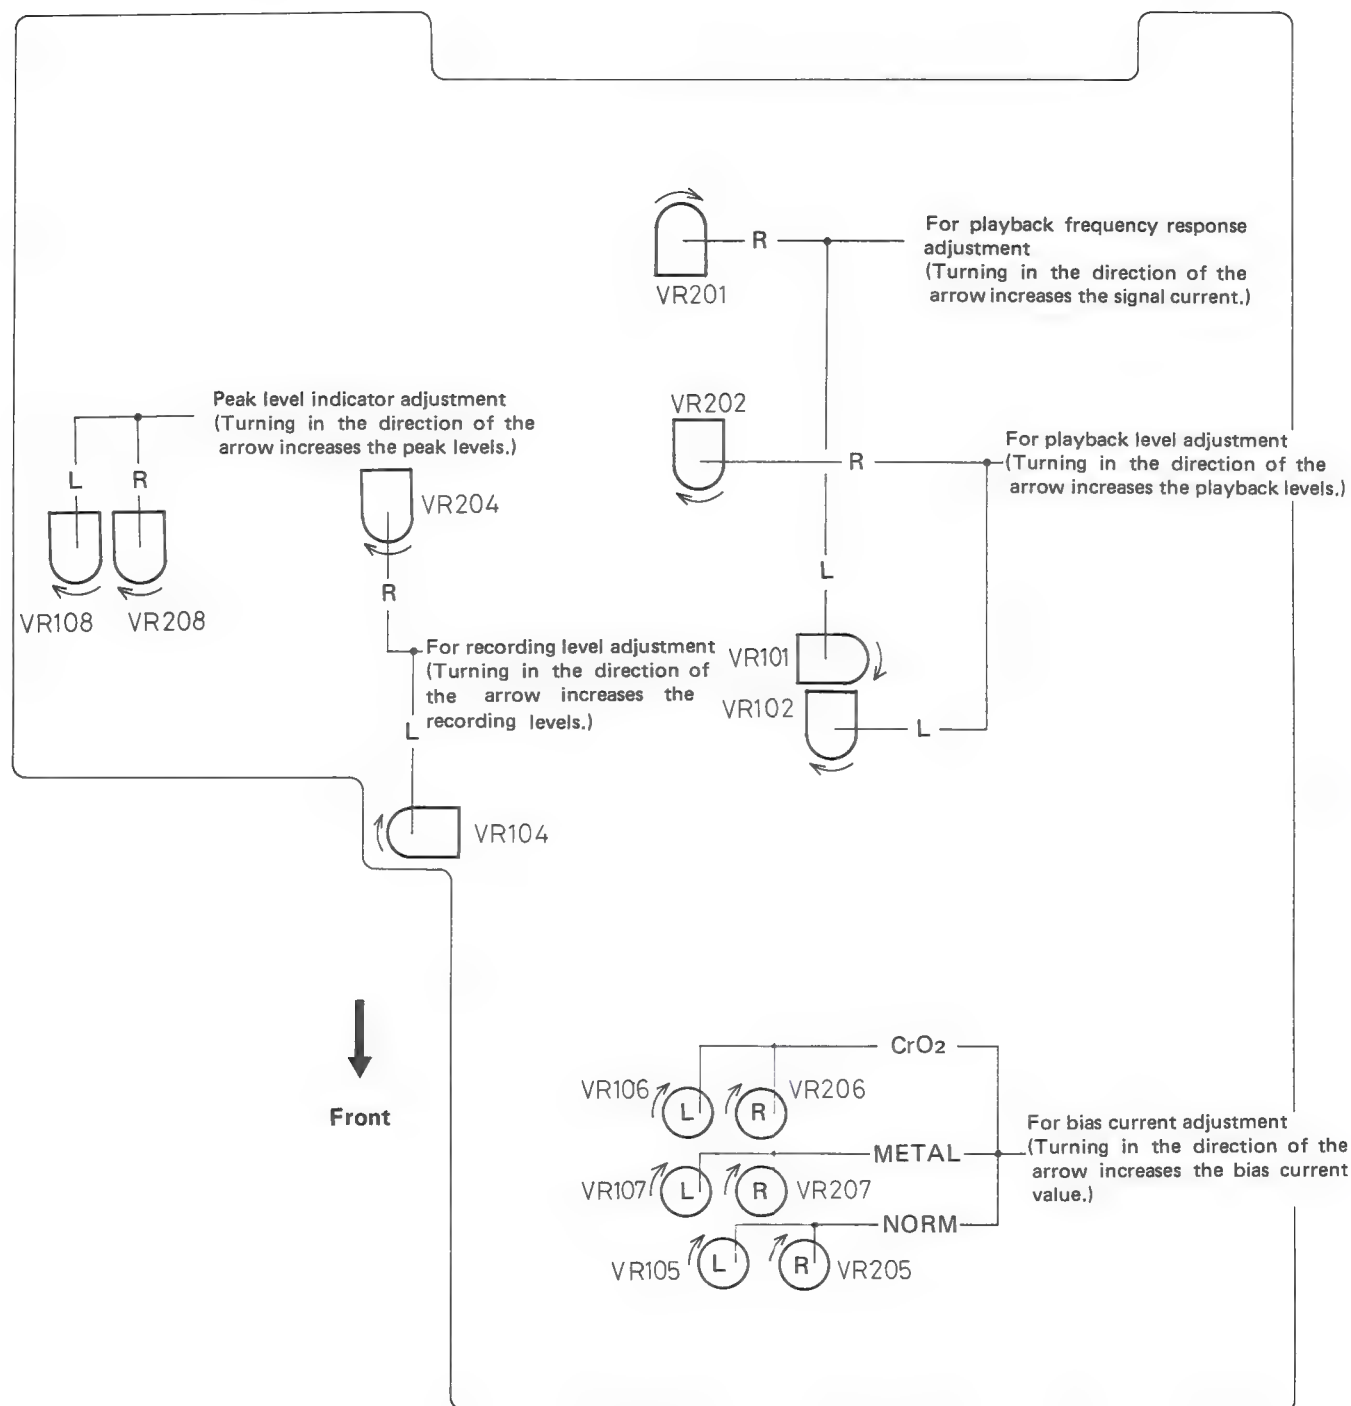 R
VR201
For playback frequency response
adjustment
(Turning in the direction of the
arrow increases the signal current.)
Peak level indicator adjustment
(Turning in the direction of the
arrow increases the peak levels.)
VR202
R
For playback level adjustment
(Turning in the direction of the
arrow increases the playback levels.)
L R
VR204
VR108 VR208
R
L
For recording level adjustment
(Turning in the direction of
the arrow increases the
recording levels.)
L
VR101
VR102
L
VR104
Front
CrO2
VR106 L R VR206
For bias current adjustment
(Turning in the direction of the
arrow increases the bias current
value.)
METAL
VR107 L R VR207
NORM
VR105 L R VR205